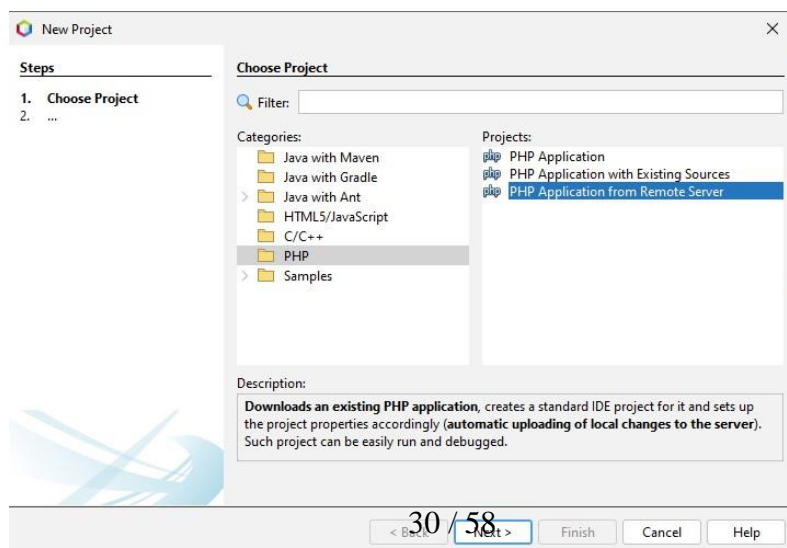 New Project
Steps
1. Choose Project
2. ...
Choose Project
Filter:
Categories:
Java with Maven
Java with Gradle
Java with Ant
HTML5/JavaScript
C/C++
PHP
Samples
Projects:
PHP Application
PHP Application with Existing Sources
PHP Application from Remote Server
Description:
Downloads an existing PHP application, creates a standard IDE project for it and sets up
the project properties accordingly (automatic uploading of local changes to the server).
Such project can be easily run and debugged.
< Back Next > Finish Cancel Help
30 / 58